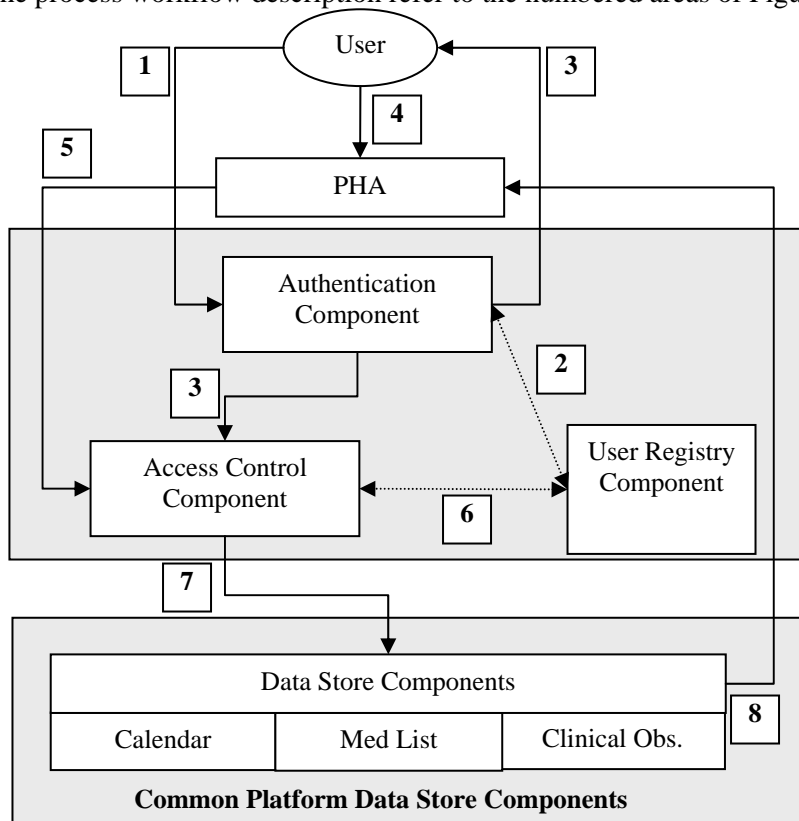 ne process workflow description refer to the numbered areas of Figu
User
1
3
4
5
PHA
Authentication
Component
2
3
User Registry
Component
Access Control
Component
6
7
Data Store Components
8
Calendar
Med List
Clinical Obs.
Common Platform Data Store Components